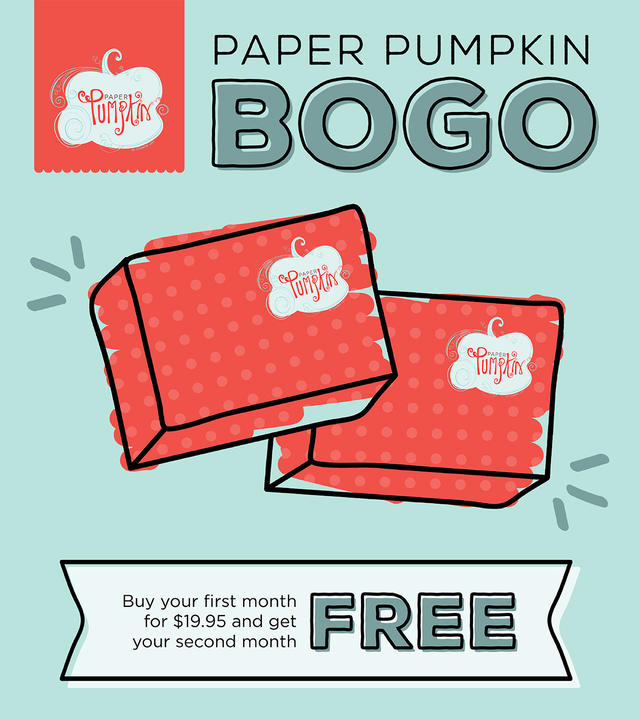 PAPER PUMPKIN
BOGO
PAPER
Pumpkin
PAPER
Pumpkin
PAPER
Pumpkin
Buy your first month
for $19.95 and get
your second month
FREE